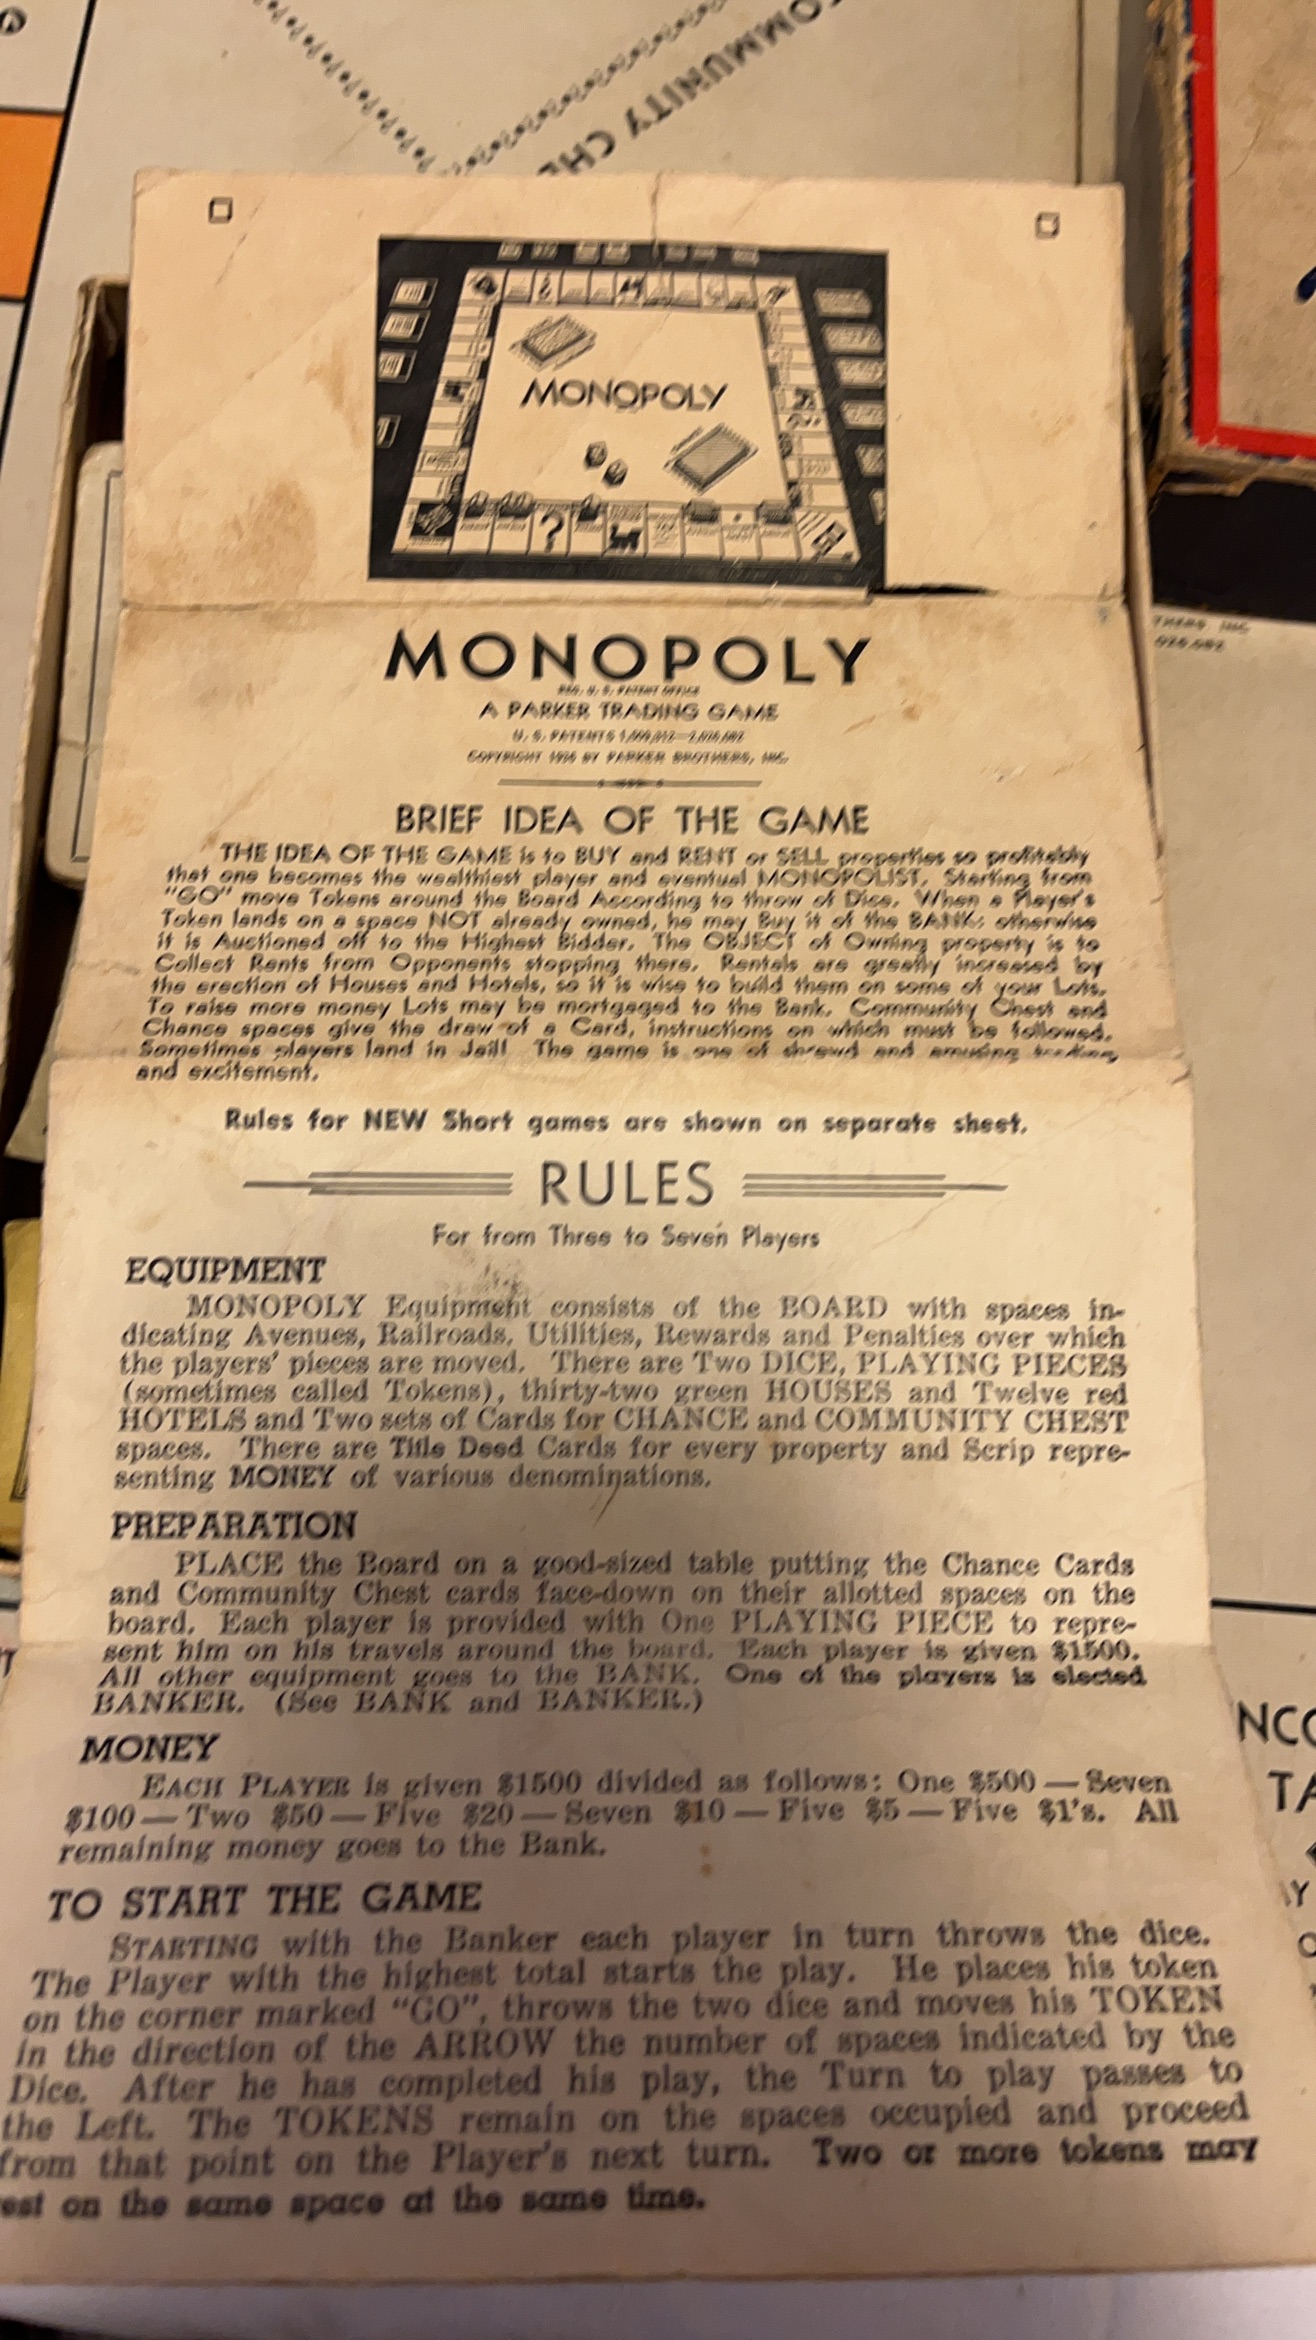 COMMUNITY CHE
MONOPOLY
MONOPOLY
REG. U. S. PATENT OFFICE
A PARKER TRADING GAME
U. S. PATENTS
COPYRIGHT BY PARKER BROTHERS, INC.
BRIEF IDEA OF THE GAME
THE IDEA OF THE GAME is to BUY and RENT or SELL properties so profitably
that one becomes the wealthiest player and eventual MONOPOLIST. Starting from
"GO" move Tokens around the Board According to throw of Dice. When a Player's
Token lands on a space NOT already owned, he may Buy it of the BANK: otherwise
it is Auctioned off to the Highest Bidder. The OBJECT of Owning property is to
Collect Rents from Opponents stopping there. Rentals are greatly increased by
the erection of Houses and Hotels, so it is wise to build them on some of your Lots.
To raise more money Lots may be mortgaged to the Bank. Community Chest and
Chance spaces give the draw of a Card, instructions on which must be followed.
Sometimes players land in Jail! The game is one of shrewd and amusing trading
and excitement.
Rules for NEW Short games are shown on separate sheet.
RULES
For from Three to Seven Players
EQUIPMENT
MONOPOLY Equipment consists of the BOARD with spaces in-
dicating Avenues, Railroads, Utilities, Rewards and Penalties over which
the players' pieces are moved. There are Two DICE, PLAYING PIECES
(sometimes called Tokens), thirty-two green HOUSES and Twelve red
HOTELS and Two sets of Cards for CHANCE and COMMUNITY CHEST
spaces. There are Title Deed Cards for every property and Scrip repre-
senting MONEY of various denominations.
PREPARATION
PLACE the Board on a good-sized table putting the Chance Cards
and Community Chest cards face-down on their allotted spaces on the
board. Each player is provided with One PLAYING PIECE to repre-
sent him on his travels around the board. Each player is given $1500.
All other equipment goes to the BANK. One of the players is elected
BANKER. (See BANK and BANKER.)
MONEY
EACH PLAYER is given $1500 divided as follows: One $500 — Seven
$100 — Two $50 — Five $20 — Seven $10 — Five $5 — Five $1's. All
remaining money goes to the Bank.
TO START THE GAME
STARTING with the Banker each player in turn throws the dice.
The Player with the highest total starts the play. He places his token
on the corner marked "GO", throws the two dice and moves his TOKEN
in the direction of the ARROW the number of spaces indicated by the
Dice. After he has completed his play, the Turn to play passes to
the Left. The TOKENS remain on the spaces occupied and proceed
from that point on the Player's next turn. Two or more tokens may
est on the same space at the same time.
NCO
TA